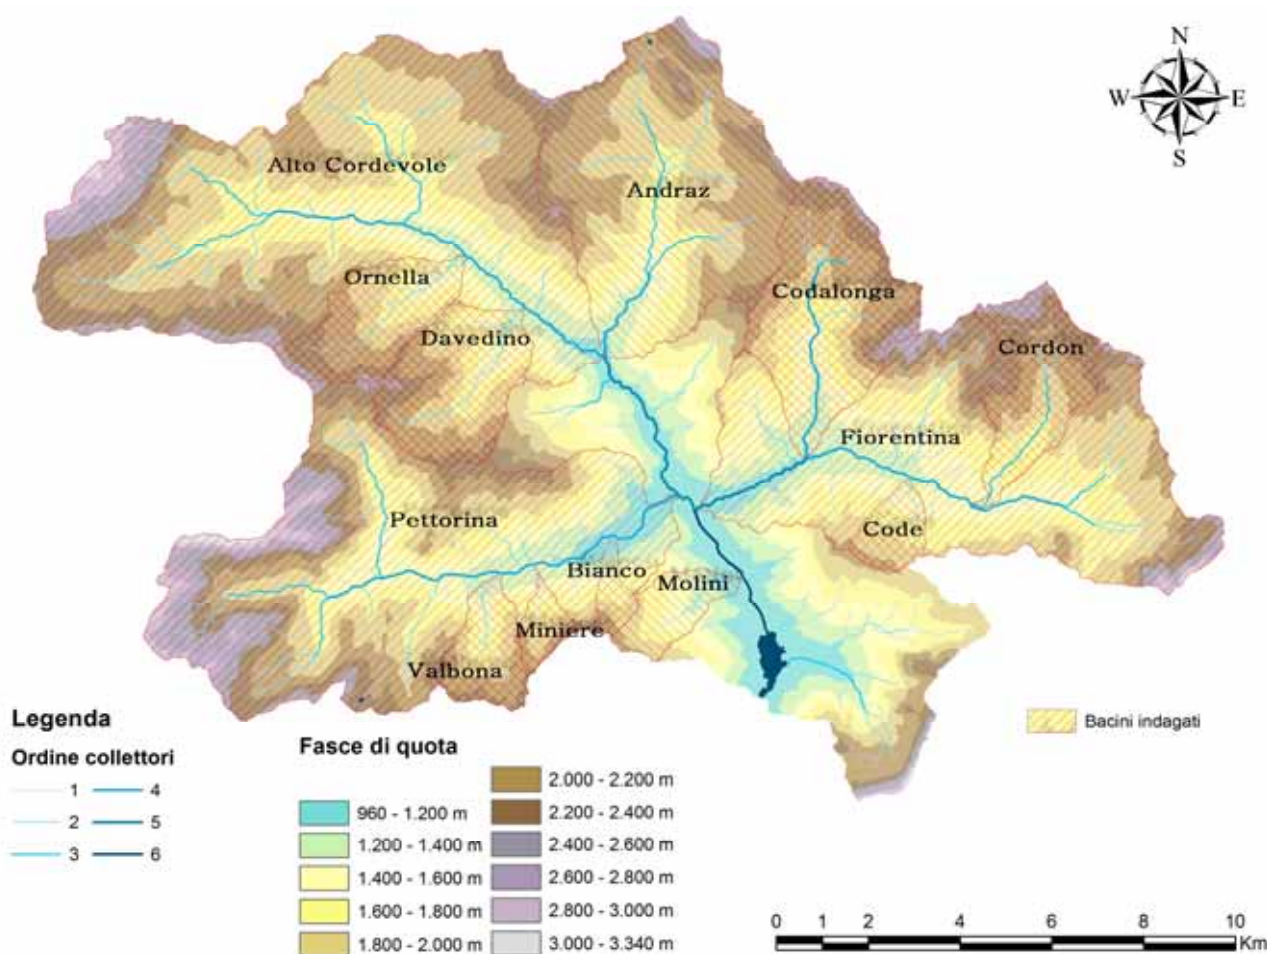 N
W
E
S
Alto Cordevole
Andraz
Ornella
Codalonga
Davedino
Cordon
Fiorentina
Pettorina
Code
Bianco
Molini
Miniere
Valbona
Legenda
Ordine collettori
1
4
2
5
3
6
Fasce di quota
960 - 1.200 m
1.200 - 1.400 m
1.400 - 1.600 m
1.600 - 1.800 m
1.800 - 2.000 m
2.000 - 2.200 m
2.200 - 2.400 m
2.400 - 2.600 m
2.600 - 2.800 m
2.800 - 3.000 m
3.000 - 3.340 m
Bacini indagati
0 1 2 4 6 8 10
Km